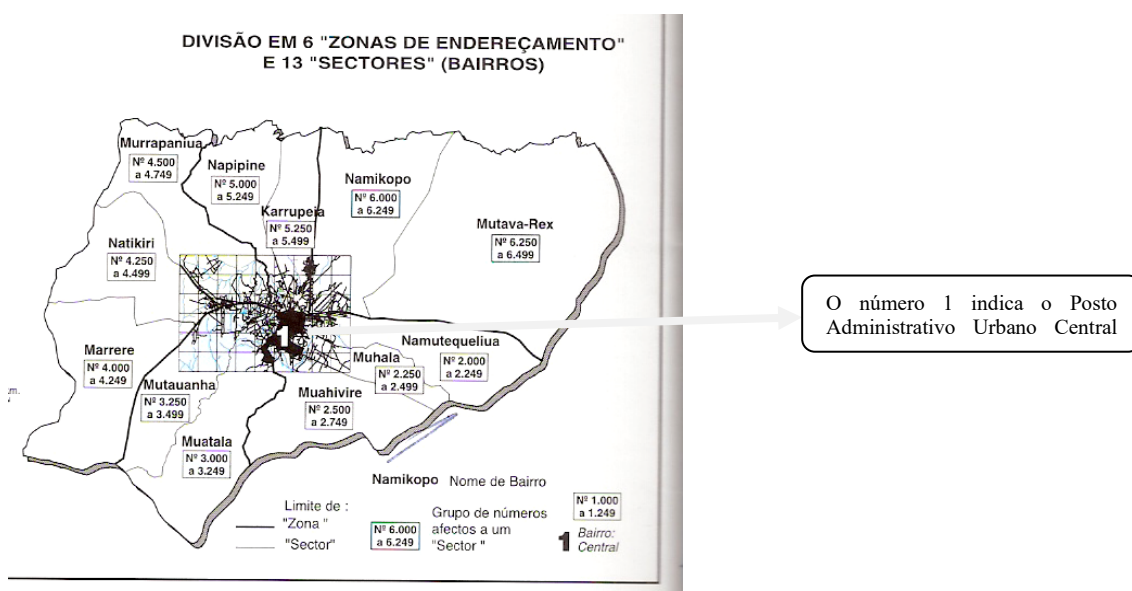 DIVISÃO EM 6 "ZONAS DE ENDEREÇAMENTO"
E 13 "SECTORES" (BAIRROS)
Murrapaniua
Nº 4.500
a 4.749
Napipine
Nº 5.000
a 5.249
Namikopo
Nº 6.000
a 6.249
Karrupeia
Nº 5.250
a 5.499
Mutava-Rex
Nº 6.250
a 6.499
Natikiri
Nº 4.250
a 4.499
1
O número 1 indica o Posto
Administrativo Urbano Central
Marrere
Nº 4.000
a 4.249
Namutequeliua
Nº 2.000
a 2.249
Muhala
Nº 2.250
a 2.499
Mutauanha
Nº 3.250
a 3.499
Muahivire
Nº 2.500
a 2.749
Muatala
Nº 3.000
a 3.249
Namikopo Nome de Bairro
Limite de :
"Zona "
"Sector"
Nº 6.000
a 6.249
Grupo de números
afectos a um
"Sector "
Nº 1.000
a 1.249
1 Bairro:
Central